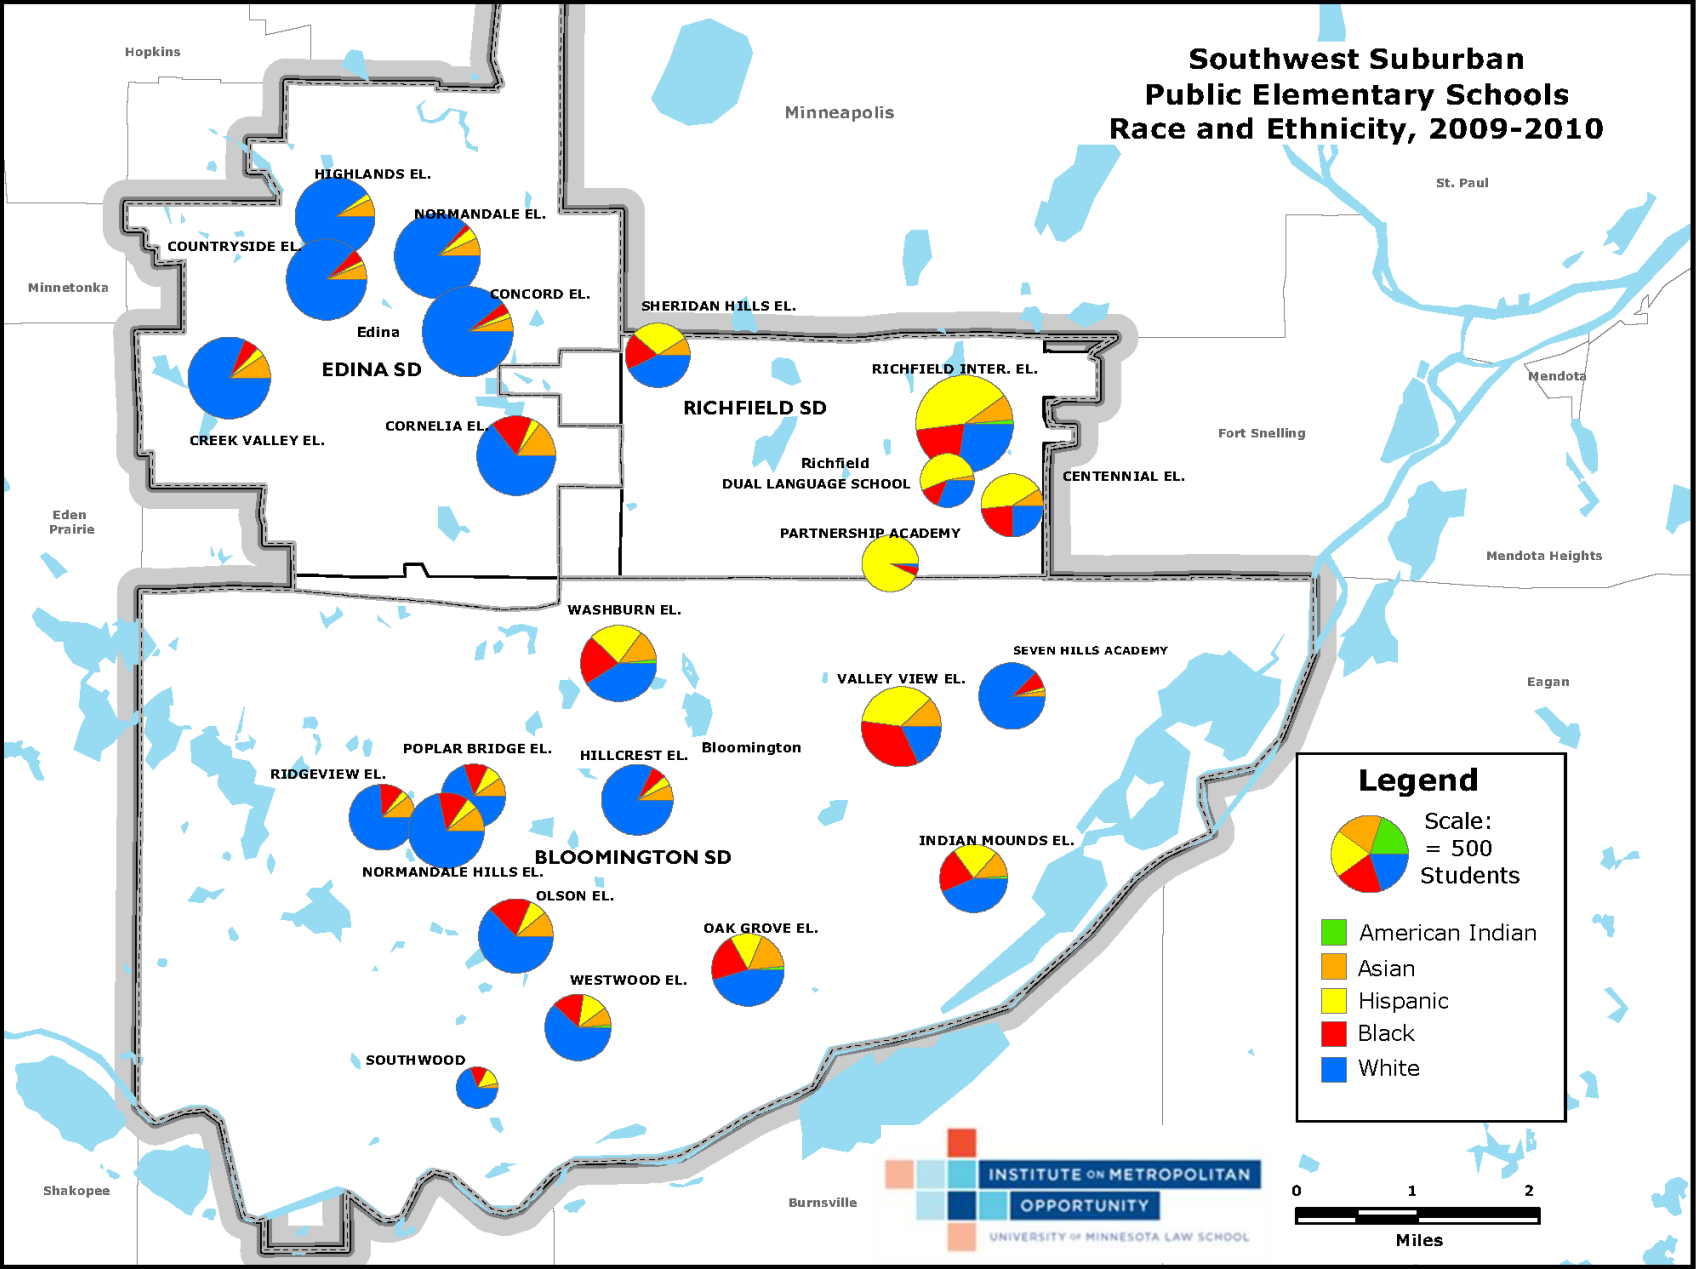 Southwest Suburban
Public Elementary Schools
Race and Ethnicity, 2009-2010
Hopkins
Minneapolis
St. Paul
HIGHLANDS EL.
NORMANDALE EL.
COUNTRYSIDE EL.
Minnetonka
CONCORD EL.
SHERIDAN HILLS EL.
Edina
EDINA SD
RICHFIELD INTER. EL.
Mendota
RICHFIELD SD
CORNELIA EL.
CREEK VALLEY EL.
Fort Snelling
Richfield
DUAL LANGUAGE SCHOOL
CENTENNIAL EL.
Eden
Prairie
PARTNERSHIP ACADEMY
Mendota Heights
WASHBURN EL.
SEVEN HILLS ACADEMY
VALLEY VIEW EL.
Eagan
POPLAR BRIDGE EL.
HILLCREST EL.
Bloomington
RIDGEVIEW EL.
INDIAN MOUNDS EL.
BLOOMINGTON SD
NORMANDALE HILLS EL.
OLSON EL.
OAK GROVE EL.
WESTWOOD EL.
SOUTHWOOD
Legend
Scale:
= 500
Students
American Indian
Asian
Hispanic
Black
White
Shakopee
Burnsville
INSTITUTE ON METROPOLITAN
OPPORTUNITY
UNIVERSITY OF MINNESOTA LAW SCHOOL
0 1 2
Miles